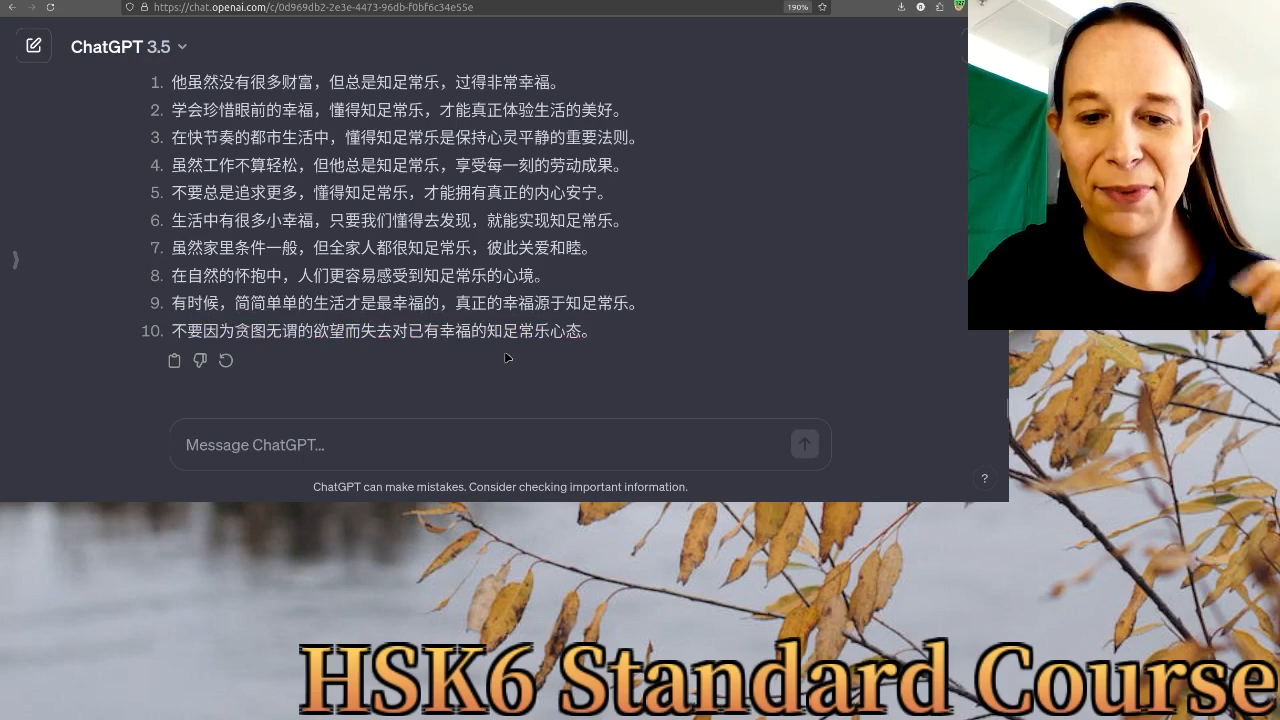 https://chat.openai.com/c/0d969db2-2e3e-4473-96db-f0bf6c34e55e
190%
ChatGPT 3.5
1. 他虽然没有很多财富，但总是知足常乐，过得非常幸福。
2. 学会珍惜眼前的幸福，懂得知足常乐，才能真正体验生活的美好。
3. 在快节奏的都市生活中，懂得知足常乐是保持心灵平静的重要法则。
4. 虽然工作不算轻松，但他总是知足常乐，享受每一刻的劳动成果。
5. 不要总是追求更多，懂得知足常乐，才能拥有真正的内心安宁。
6. 生活中有很多小幸福，只要我们懂得去发现，就能实现知足常乐。
7. 虽然家里条件一般，但全家人都很知足常乐，彼此关爱和睦。
8. 在自然的怀抱中，人们更容易感受到知足常乐的心境。
9. 有时候，简简单单的生活才是最幸福的，真正的幸福源于知足常乐。
10. 不要因为贪图无谓的欲望而失去对已有幸福的知足常乐心态。
Message ChatGPT…
ChatGPT can make mistakes. Consider checking important information.
?
HSK6 Standard Course